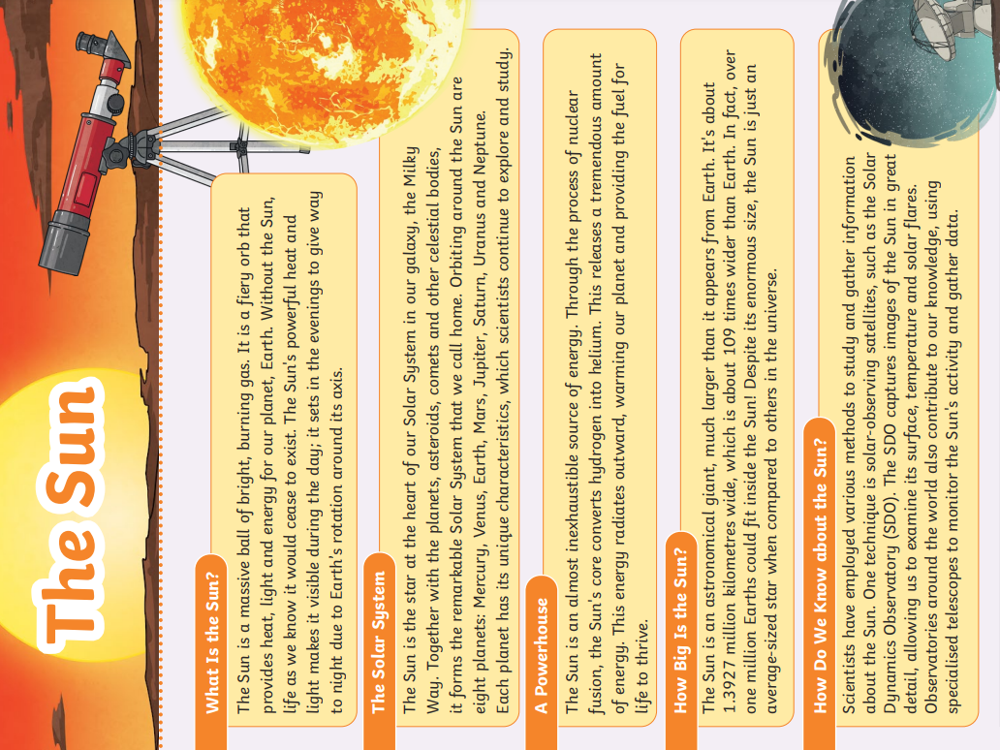 The Sun
What Is the Sun?
The Sun is a massive ball of bright, burning gas. It is a fiery orb that
provides heat, light and energy for our planet, Earth. Without the Sun,
life as we know it would cease to exist. The Sun's powerful heat and
light makes it visible during the day; it sets in the evenings to give way
to night due to Earth's rotation around its axis.
The Solar System
The Sun is the star at the heart of our Solar System in our galaxy, the Milky
Way. Together with the planets, asteroids, comets and other celestial bodies,
it forms the remarkable Solar System that we call home. Orbiting around the Sun are
eight planets: Mercury, Venus, Earth, Mars, Jupiter, Saturn, Uranus and Neptune.
Each planet has its unique characteristics, which scientists continue to explore and study.
A Powerhouse
The Sun is an almost inexhaustible source of energy. Through the process of nuclear
fusion, the Sun's core converts hydrogen into helium. This releases a tremendous amount
of energy. This energy radiates outward, warming our planet and providing the fuel for
life to thrive.
How Big Is the Sun?
The Sun is an astronomical giant, much larger than it appears from Earth. It's about
1.3927 million kilometres wide, which is about 109 times wider than Earth. In fact, over
one million Earths could fit inside the Sun! Despite its enormous size, the Sun is just an
average-sized star when compared to others in the universe.
How Do We Know about the Sun?
Scientists have employed various methods to study and gather information
about the Sun. One technique is solar-observing satellites, such as the Solar
Dynamics Observatory (SDO). The SDO captures images of the Sun in great
detail, allowing us to examine its surface, temperature and solar flares.
Observatories around the world also contribute to our knowledge, using
specialised telescopes to monitor the Sun's activity and gather data.